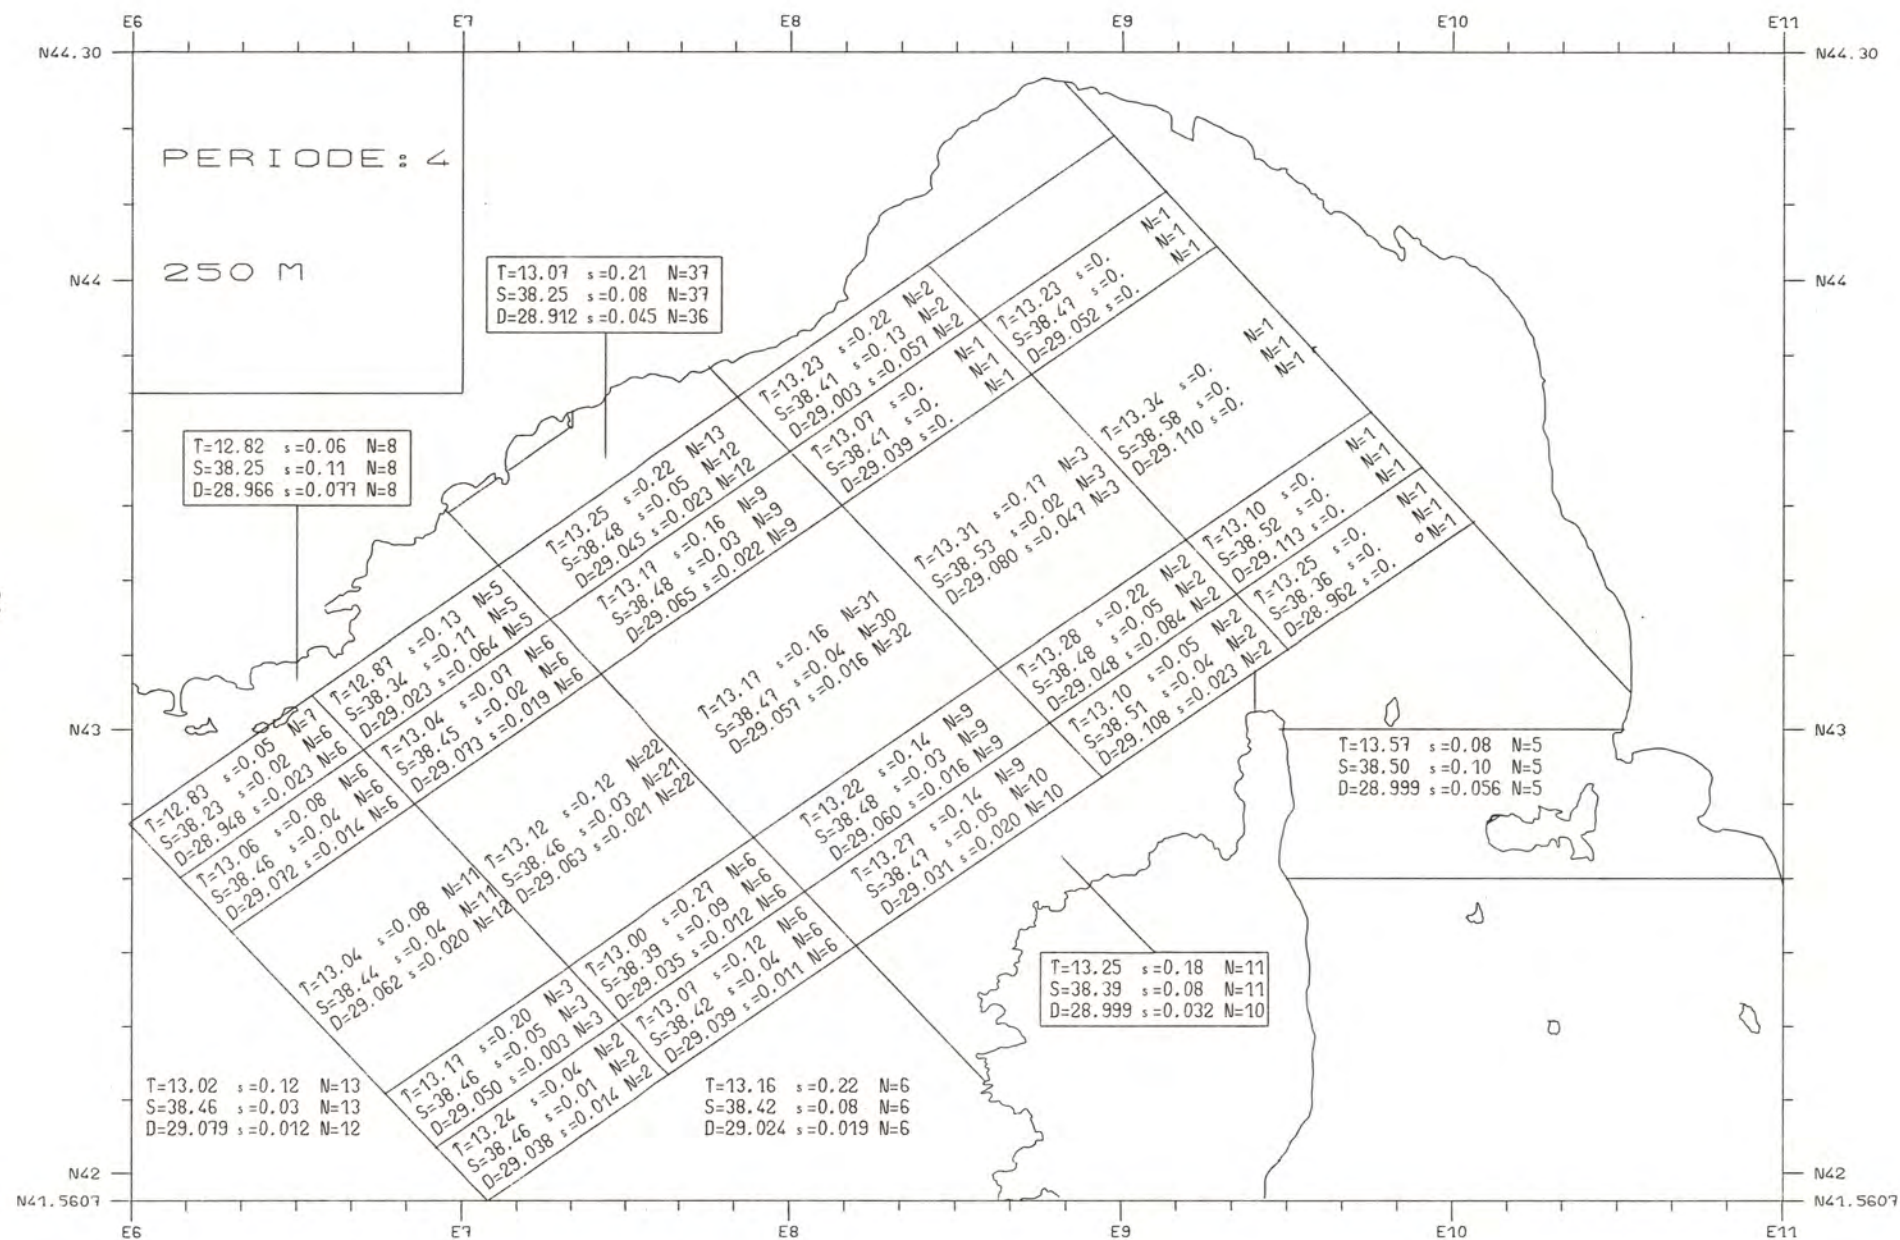 E6 E7 E8 E9 E10 E11
N44.30 N44.30
PERIODE: 4
250 M
N44 N44
T=13.07 s=0.21 N=37
S=38.25 s=0.08 N=37
D=28.912 s=0.045 N=36
T=12.82 s=0.06 N=8
S=38.25 s=0.11 N=8
D=28.966 s=0.077 N=8
T=13.23 s=0. N=1
S=38.47 s=0. N=1
D=29.052 s=0. N=1
T=13.23 s=0.22 N=2
S=38.41 s=0.13 N=2
D=29.003 s=0.057 N=2
T=13.07 s=0. N=1
S=38.41 s=0. N=1
D=29.039 s=0. N=1
T=13.34 s=0. N=1
S=38.58 s=0. N=1
D=29.110 s=0. N=1
T=13.25 s=0.22 N=13
S=38.48 s=0.05 N=12
D=29.045 s=0.023 N=12
T=13.17 s=0.16 N=9
S=38.48 s=0.03 N=9
D=29.065 s=0.022 N=9
T=13.31 s=0.17 N=3
S=38.53 s=0.02 N=3
D=29.080 s=0.047 N=3
T=13.10 s=0. N=1
S=38.52 s=0. N=1
D=29.113 s=0. N=1
T=13.25 s=0. N=1
S=38.36 s=0. N=1
D=28.962 s=0. N=1
T=12.87 s=0.13 N=5
S=38.34 s=0.11 N=5
D=29.023 s=0.064 N=5
T=13.04 s=0.07 N=6
S=38.45 s=0.02 N=6
D=29.073 s=0.019 N=6
T=13.17 s=0.16 N=31
S=38.47 s=0.04 N=30
D=29.057 s=0.016 N=32
T=13.28 s=0.22 N=2
S=38.48 s=0.05 N=2
D=29.048 s=0.084 N=2
T=13.10 s=0.05 N=2
S=38.51 s=0.04 N=2
D=29.108 s=0.023 N=2
N43 N43
T=12.83 s=0.05 N=7
S=38.23 s=0.02 N=6
D=28.948 s=0.023 N=6
T=13.06 s=0.08 N=6
S=38.46 s=0.04 N=6
D=29.072 s=0.014 N=6
T=13.12 s=0.12 N=22
S=38.46 s=0.03 N=21
D=29.063 s=0.021 N=22
T=13.22 s=0.14 N=9
S=38.48 s=0.03 N=9
D=29.060 s=0.016 N=9
T=13.27 s=0.14 N=9
S=38.47 s=0.05 N=10
D=29.031 s=0.020 N=10
T=13.57 s=0.08 N=5
S=38.50 s=0.10 N=5
D=28.999 s=0.056 N=5
T=13.04 s=0.08 N=11
S=38.44 s=0.04 N=11
D=29.062 s=0.020 N=12
T=13.00 s=0.27 N=6
S=38.39 s=0.09 N=6
D=29.035 s=0.012 N=6
T=13.07 s=0.12 N=6
S=38.42 s=0.04 N=6
D=29.039 s=0.011 N=6
T=13.25 s=0.18 N=11
S=38.39 s=0.08 N=11
D=28.999 s=0.032 N=10
T=13.17 s=0.20 N=3
S=38.46 s=0.05 N=3
D=29.050 s=0.003 N=3
T=13.24 s=0.04 N=2
S=38.46 s=0.01 N=2
D=29.038 s=0.014 N=2
T=13.02 s=0.12 N=13
S=38.46 s=0.03 N=13
D=29.079 s=0.012 N=12
T=13.16 s=0.22 N=6
S=38.42 s=0.08 N=6
D=29.024 s=0.019 N=6
N42 N42
N41.5607 N41.5607
E6 E7 E8 E9 E10 E11